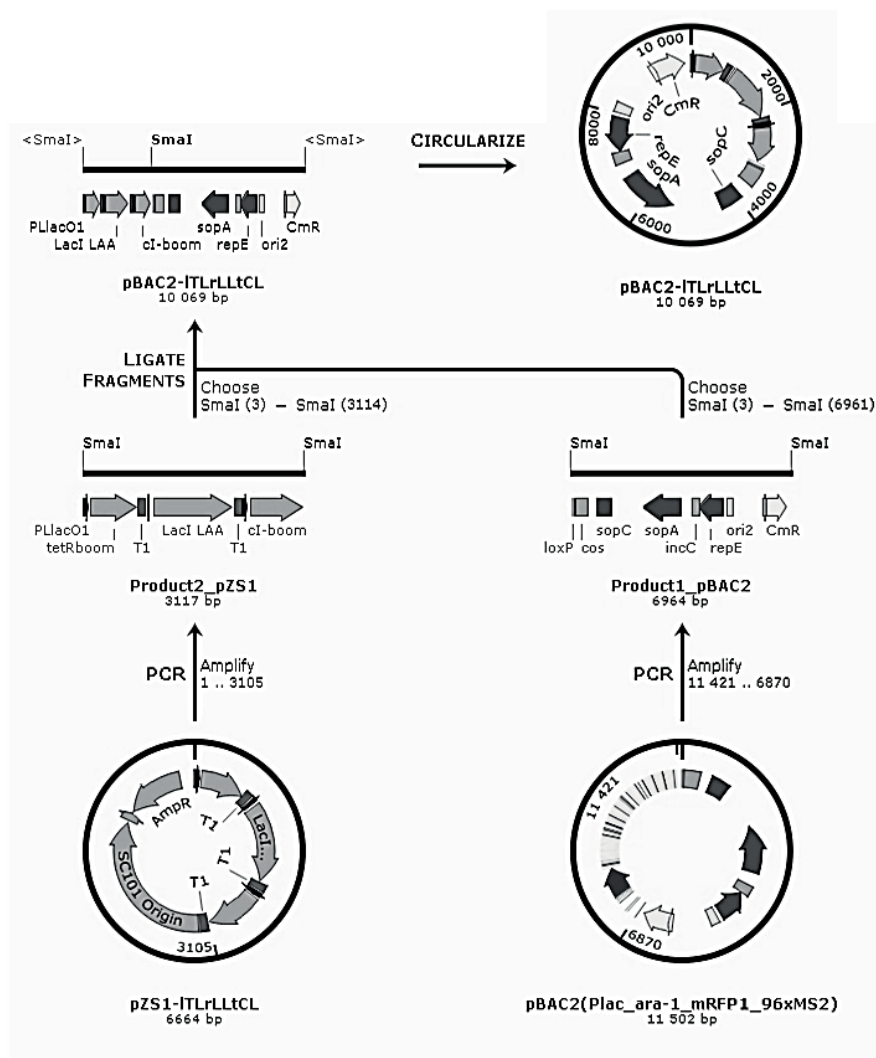 10 000
2000
4000
6000
8000
ori2
CmR
repE
sopA
sopC
pBAC2-lTLrLLtCL
10 069 bp
<SmaI>
SmaI
<SmaI>
CIRCULARIZE
sopA
CmR
PLlacO1
repE
ori2
LacI LAA
cI-boom
pBAC2-lTLrLLtCL
10 069 bp
LIGATE
FRAGMENTS
Choose
SmaI (3) – SmaI (3114)
Choose
SmaI (3) – SmaI (6961)
SmaI
SmaI
PLlacO1
LacI LAA
cI-boom
tetRboom
T1
T1
Product2_pZS1
3117 bp
SmaI
SmaI
sopC
sopA
ori2
CmR
loxP
cos
incC
repE
Product1_pBAC2
6964 bp
PCR
Amplify
1 .. 3105
PCR
Amplify
11 421 .. 6870
AmpR
T1
LacI...
T1
T1
SC101 Origin
3105
pZS1-lTLrLLtCL
6664 bp
11 421
6870
pBAC2(Plac_ara-1_mRFP1_96xMS2)
11 502 bp